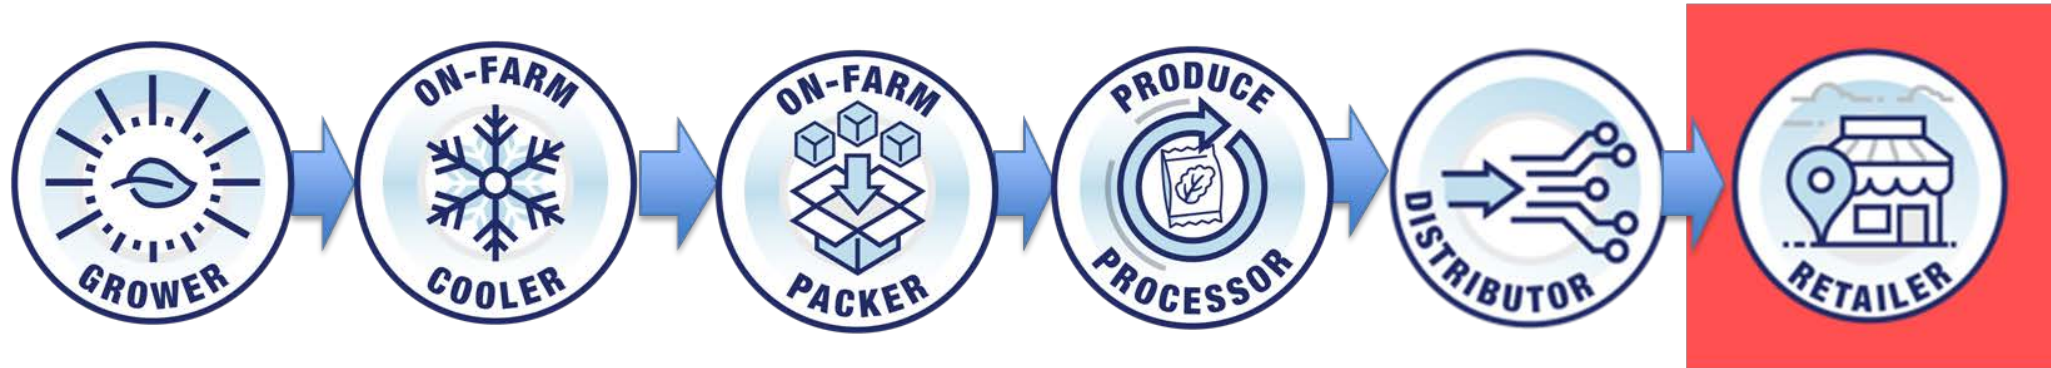 GROWER
ON-FARM
COOLER
ON-FARM
PACKER
PRODUCE
PROCESSOR
DISTRIBUTOR
RETAILER